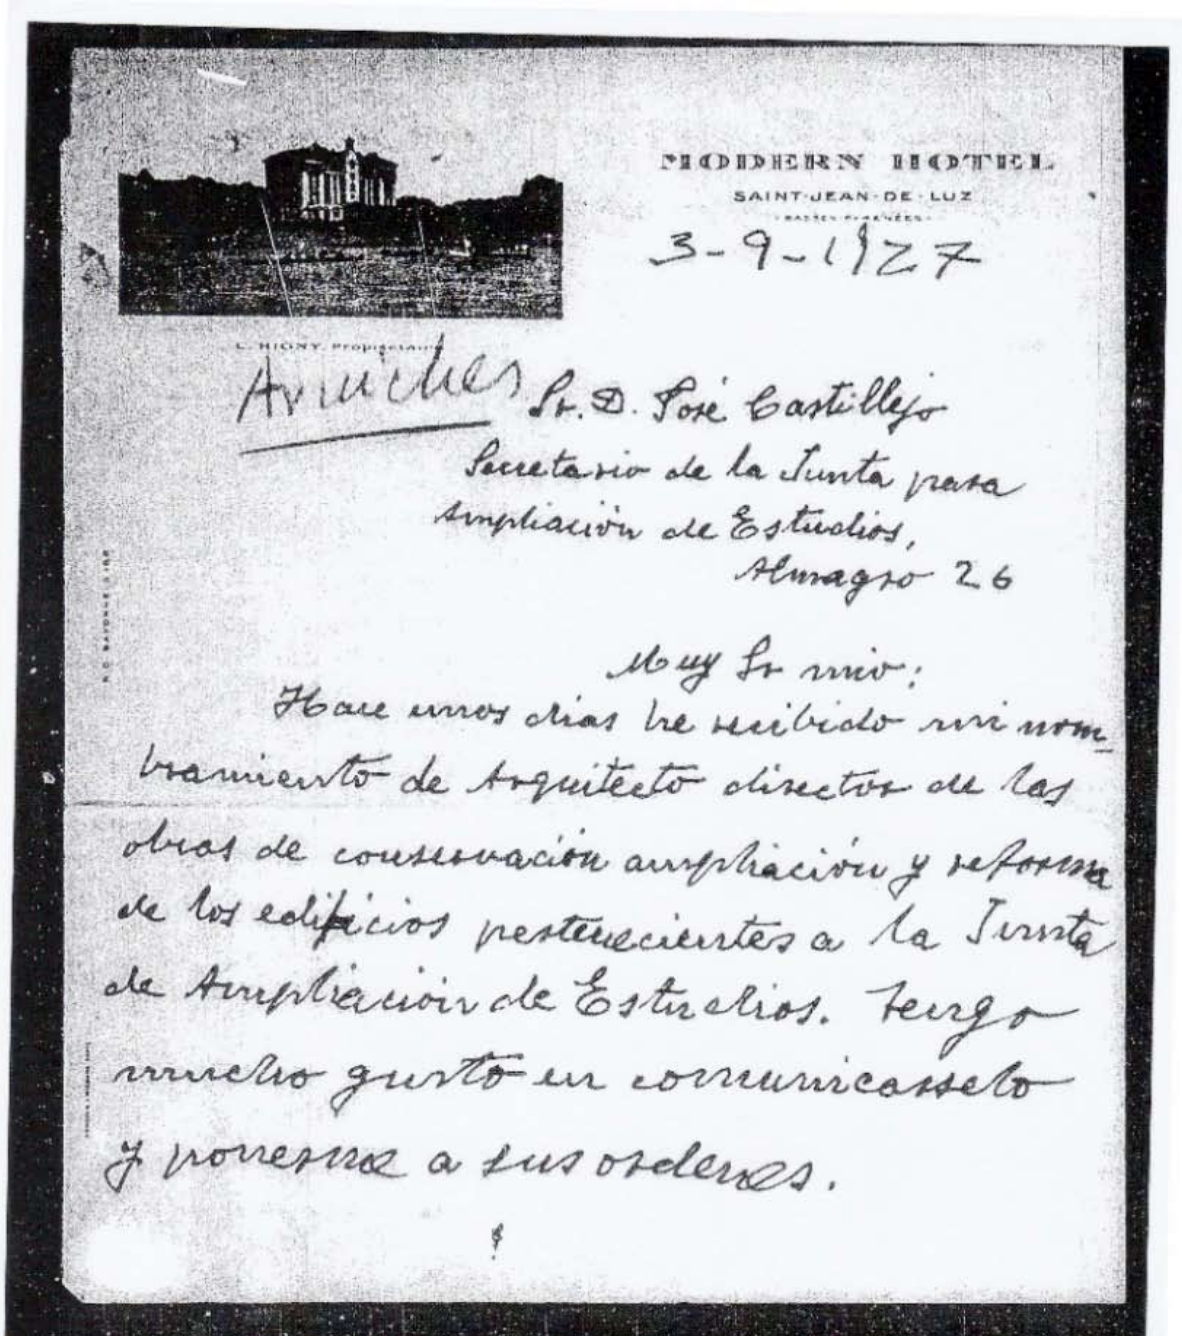 MODERN HOTEL
SAINT-JEAN-DE-LUZ
BASSES-PYRÉNÉES
3-9-1927
Propriétaire
Arniches
Sr. D. José Castillejo
Secretario de la Junta para
Ampliación de Estudios,
Almagro 26
Muy Sr mio:
Hace unos dias he recibido mi nom-
bramiento de Arquitecto director de las
obras de conservación ampliación y reforma
de los edificios pertenecientes a la Junta
de Ampliación de Estudios. Tengo
mucho gusto en comunicarselo
y ponerme a sus ordenes.